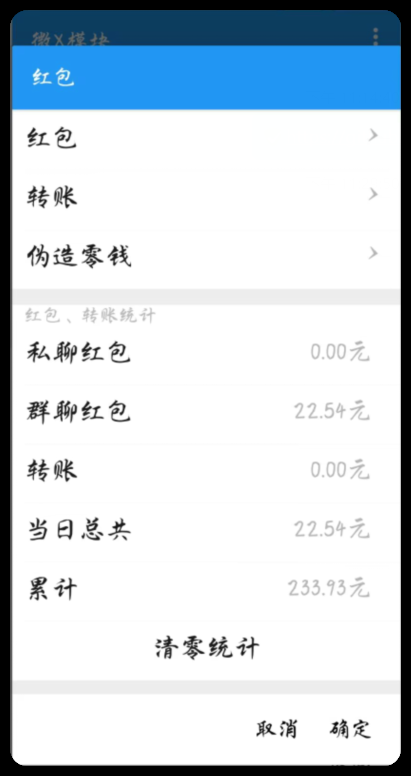 微X模块
红包
红包
转账
伪造零钱
红包、转账统计
私聊红包 0.00元
群聊红包 22.54元
转账 0.00元
当日总共 22.54元
累计 233.93元
清零统计
取消 确定